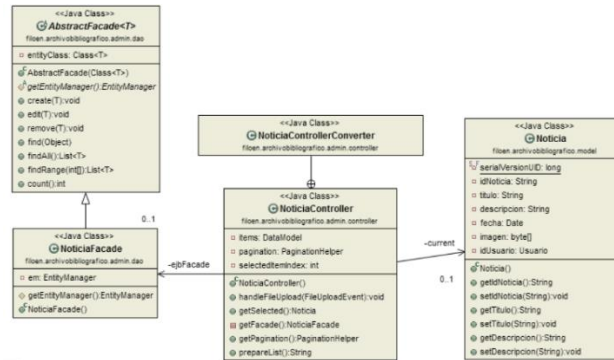 <<Java Class>>
AbstractFacade<T>
filoen.archivobibliografico.admin.dao
entityClass: Class<T>
AbstractFacade(Class<T>)
getEntityManager():EntityManager
create(T):void
edit(T):void
remove(T):void
find(Object)
findAll():List<T>
findRange(int[]):List<T>
count():int
0..1
<<Java Class>>
NoticiaFacade
filoen.archivobibliografico.admin.dao
em: EntityManager
getEntityManager():EntityManager
NoticiaFacade()
-ejbFacade
<<Java Class>>
NoticiaControllerConverter
filoen.archivobibliografico.admin.controller
<<Java Class>>
NoticiaController
filoen.archivobibliografico.admin.controller
items: DataModel
pagination: PaginationHelper
selectedItemIndex: int
NoticiaController()
handleFileUpload(FileUploadEvent):void
getSelected():Noticia
getFacade():NoticiaFacade
getPagination():PaginationHelper
prepareList():String
-current
0..1
<<Java Class>>
Noticia
filoen.archivobibliografico.model
serialVersionUID: long
idNoticia: String
titulo: String
descripcion: String
fecha: Date
imagen: byte[]
idUsuario: Usuario
Noticia()
getIdNoticia():String
setIdNoticia(String):void
getTitulo():String
setTitulo(String):void
getDescripcion():String
setDescripcion(String):void